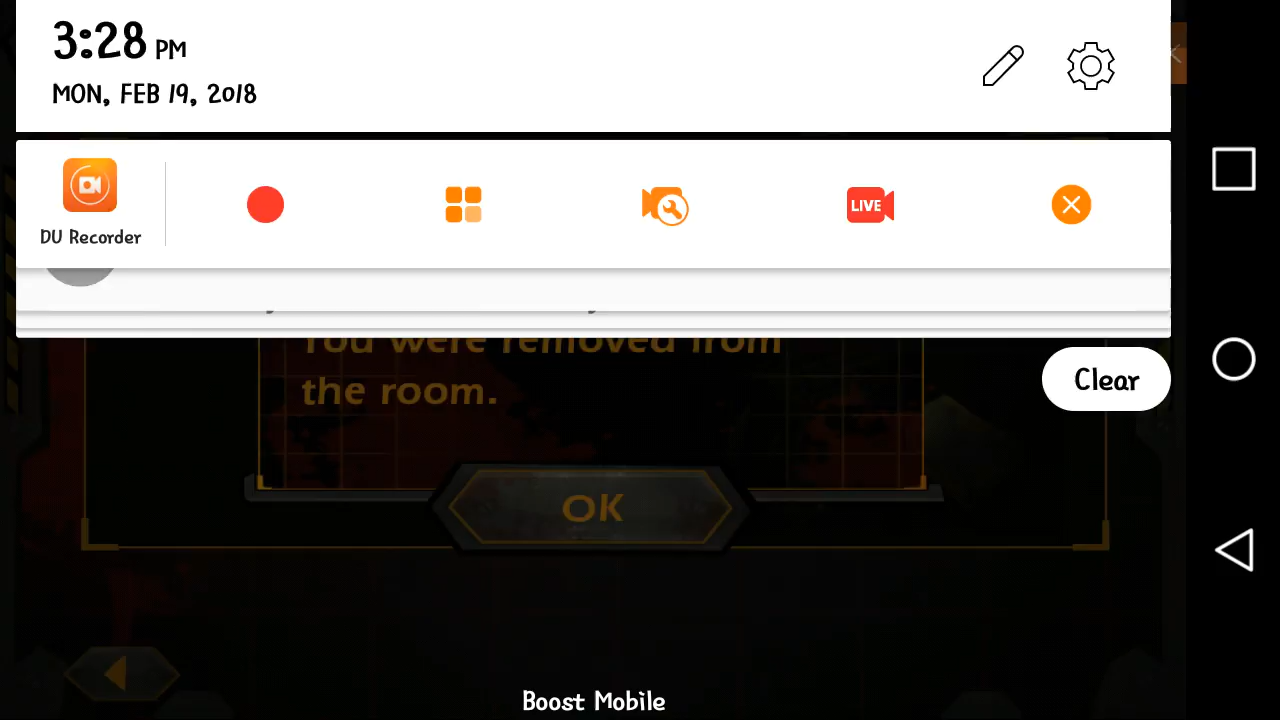 3:28 PM
MON, FEB 19, 2018
DU Recorder
LIVE
You were removed from
the room.
Clear
OK
Boost Mobile